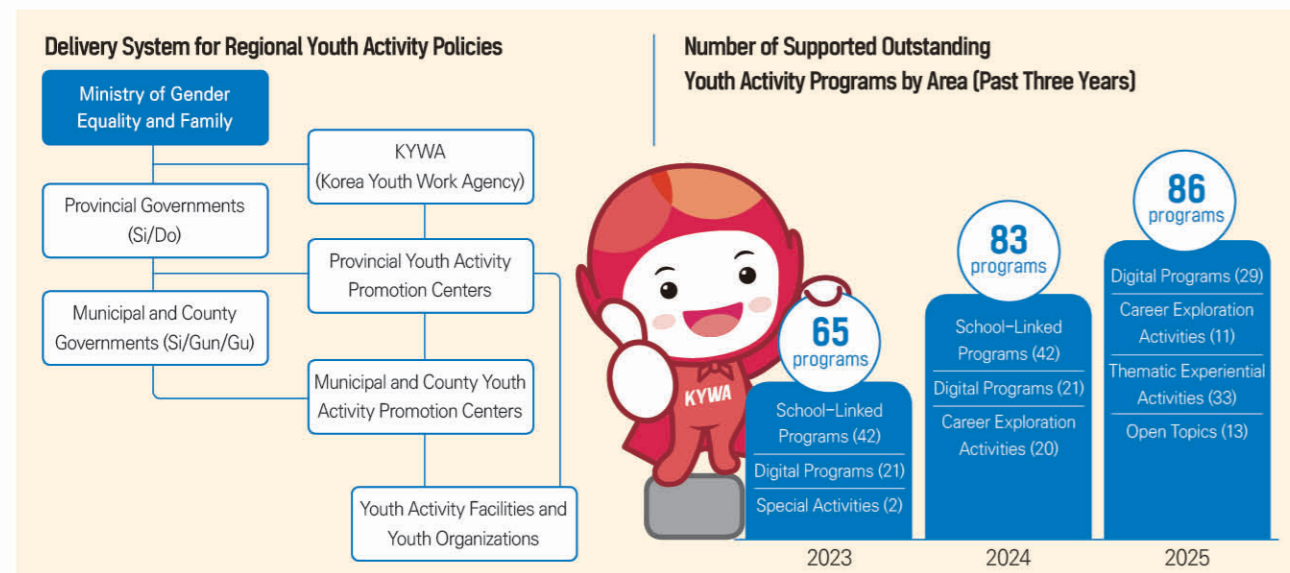 Delivery System for Regional Youth Activity Policies
Ministry of Gender
Equality and Family
KYWA
(Korea Youth Work Agency)
Provincial Governments
(Si/Do)
Provincial Youth Activity
Promotion Centers
Municipal and County
Governments (Si/Gun/Gu)
Municipal and County Youth
Activity Promotion Centers
Youth Activity Facilities and
Youth Organizations
Number of Supported Outstanding
Youth Activity Programs by Area (Past Three Years)
KYWA
65
programs
School-Linked
Programs (42)
Digital Programs (21)
Special Activities (2)
2023
83
programs
School-Linked
Programs (42)
Digital Programs (21)
Career Exploration
Activities (20)
2024
86
programs
Digital Programs (29)
Career Exploration
Activities (11)
Thematic Experiential
Activities (33)
Open Topics (13)
2025